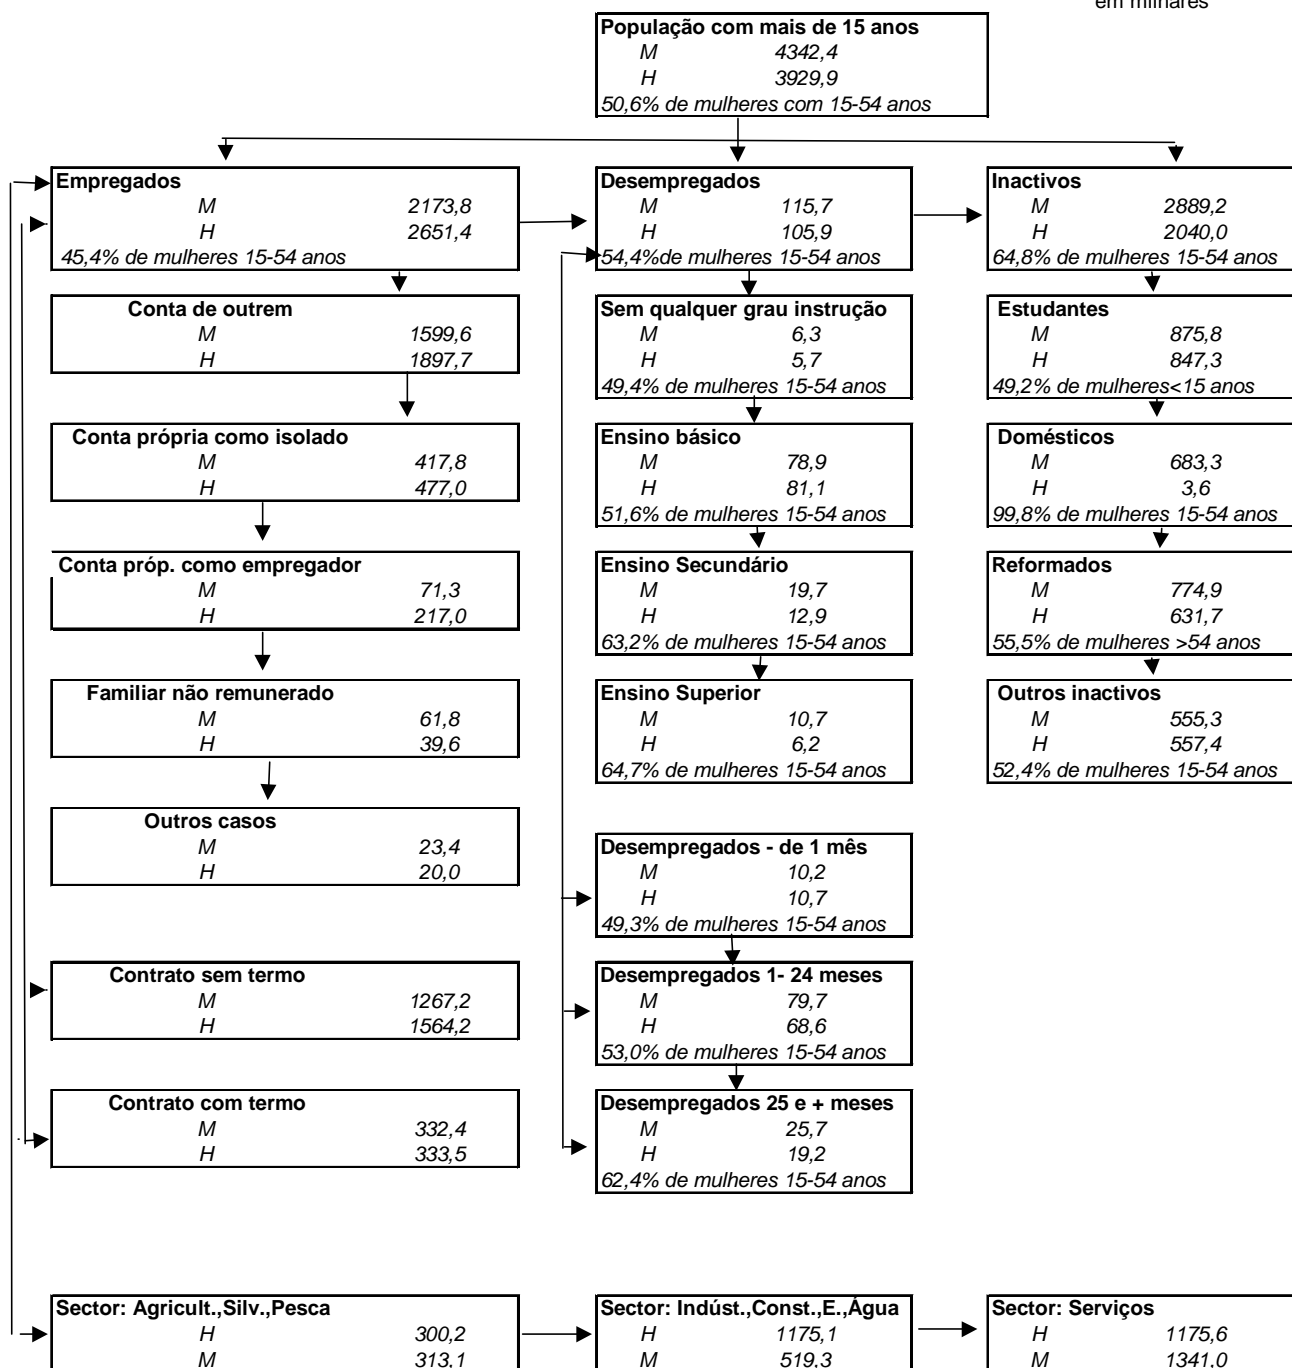 em milhares
População com mais de 15 anos
M 4342,4
H 3929,9
50,6% de mulheres com 15-54 anos
Empregados
M 2173,8
H 2651,4
45,4% de mulheres 15-54 anos
Desempregados
M 115,7
H 105,9
54,4%de mulheres 15-54 anos
Inactivos
M 2889,2
H 2040,0
64,8% de mulheres 15-54 anos
Conta de outrem
M 1599,6
H 1897,7
Sem qualquer grau instrução
M 6,3
H 5,7
49,4% de mulheres 15-54 anos
Estudantes
M 875,8
H 847,3
49,2% de mulheres<15 anos
Conta própria como isolado
M 417,8
H 477,0
Ensino básico
M 78,9
H 81,1
51,6% de mulheres 15-54 anos
Domésticos
M 683,3
H 3,6
99,8% de mulheres 15-54 anos
Conta próp. como empregador
M 71,3
H 217,0
Ensino Secundário
M 19,7
H 12,9
63,2% de mulheres 15-54 anos
Reformados
M 774,9
H 631,7
55,5% de mulheres >54 anos
Familiar não remunerado
M 61,8
H 39,6
Ensino Superior
M 10,7
H 6,2
64,7% de mulheres 15-54 anos
Outros inactivos
M 555,3
H 557,4
52,4% de mulheres 15-54 anos
Outros casos
M 23,4
H 20,0
Desempregados - de 1 mês
M 10,2
H 10,7
49,3% de mulheres 15-54 anos
Contrato sem termo
M 1267,2
H 1564,2
Desempregados 1- 24 meses
M 79,7
H 68,6
53,0% de mulheres 15-54 anos
Contrato com termo
M 332,4
H 333,5
Desempregados 25 e + meses
M 25,7
H 19,2
62,4% de mulheres 15-54 anos
Sector: Agricult.,Silv.,Pesca
H 300,2
M 313,1
Sector: Indúst.,Const.,E.,Água
H 1175,1
M 519,3
Sector: Serviços
H 1175,6
M 1341,0